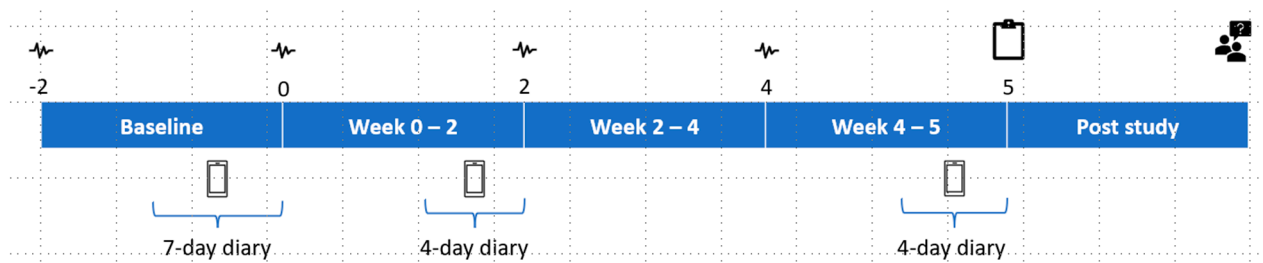 ?
-2 0 2 4 5
Baseline Week 0 – 2 Week 2 – 4 Week 4 – 5 Post study
7-day diary 4-day diary 4-day diary